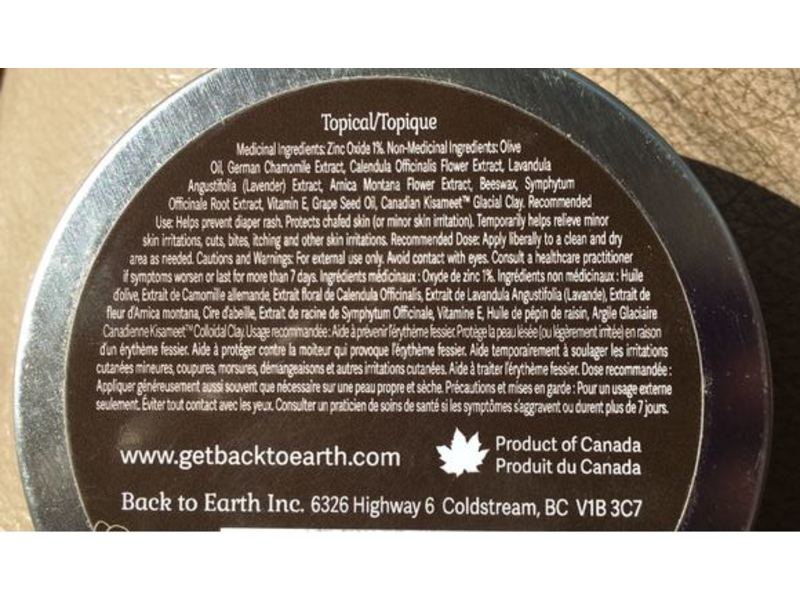 Topical/Topique
Medicinal Ingredients: Zinc Oxide 1%. Non-Medicinal Ingredients: Olive
Oil, German Chamomile Extract, Calendula Officinalis Flower Extract, Lavandula
Angustifolia (Lavender) Extract, Arnica Montana Flower Extract, Beeswax, Symphytum
Officinale Root Extract, Vitamin E, Grape Seed Oil, Canadian Kisameet™ Glacial Clay. Recommended
Use: Helps prevent diaper rash. Protects chafed skin (or minor skin irritation). Temporarily helps relieve minor
skin irritations, cuts, bites, itching and other skin irritations. Recommended Dose: Apply liberally to a clean and dry
area as needed. Cautions and Warnings: For external use only. Avoid contact with eyes. Consult a healthcare practitioner
if symptoms worsen or last for more than 7 days. Ingrédients médicinaux : Oxyde de zinc 1%. Ingrédients non médicinaux : Huile
d'olive, Extrait de Camomille allemande, Extrait floral de Calendula Officinalis, Extrait de Lavandula Angustifolia (Lavande), Extrait de
fleur d'Arnica montana, Cire d'abeille, Extrait de racine de Symphytum Officinale, Vitamine E, Huile de pépin de raisin, Argile Glaciaire
Canadienne Kisameet™ Colloidal Clay. Usage recommandée : Aide à prévenir l'érythème fessier. Protège la peau lésée (ou légèrement irritée) en raison
d'un érythème fessier. Aide à protéger contre la moiteur qui provoque l'érythème fessier. Aide temporairement à soulager les irritations
cutanées mineures, coupures, morsures, démangeaisons et autres irritations cutanées. Aide à traiter l'érythème fessier. Dose recommandée :
Appliquer généreusement aussi souvent que nécessaire sur une peau propre et sèche. Précautions et mises en garde : Pour un usage externe
seulement. Éviter tout contact avec les yeux. Consulter un praticien de soins de santé si les symptômes s'aggravent ou durent plus de 7 jours.
www.getbacktoearth.com
Product of Canada
Produit du Canada
Back to Earth Inc. 6326 Highway 6 Coldstream, BC V1B 3C7